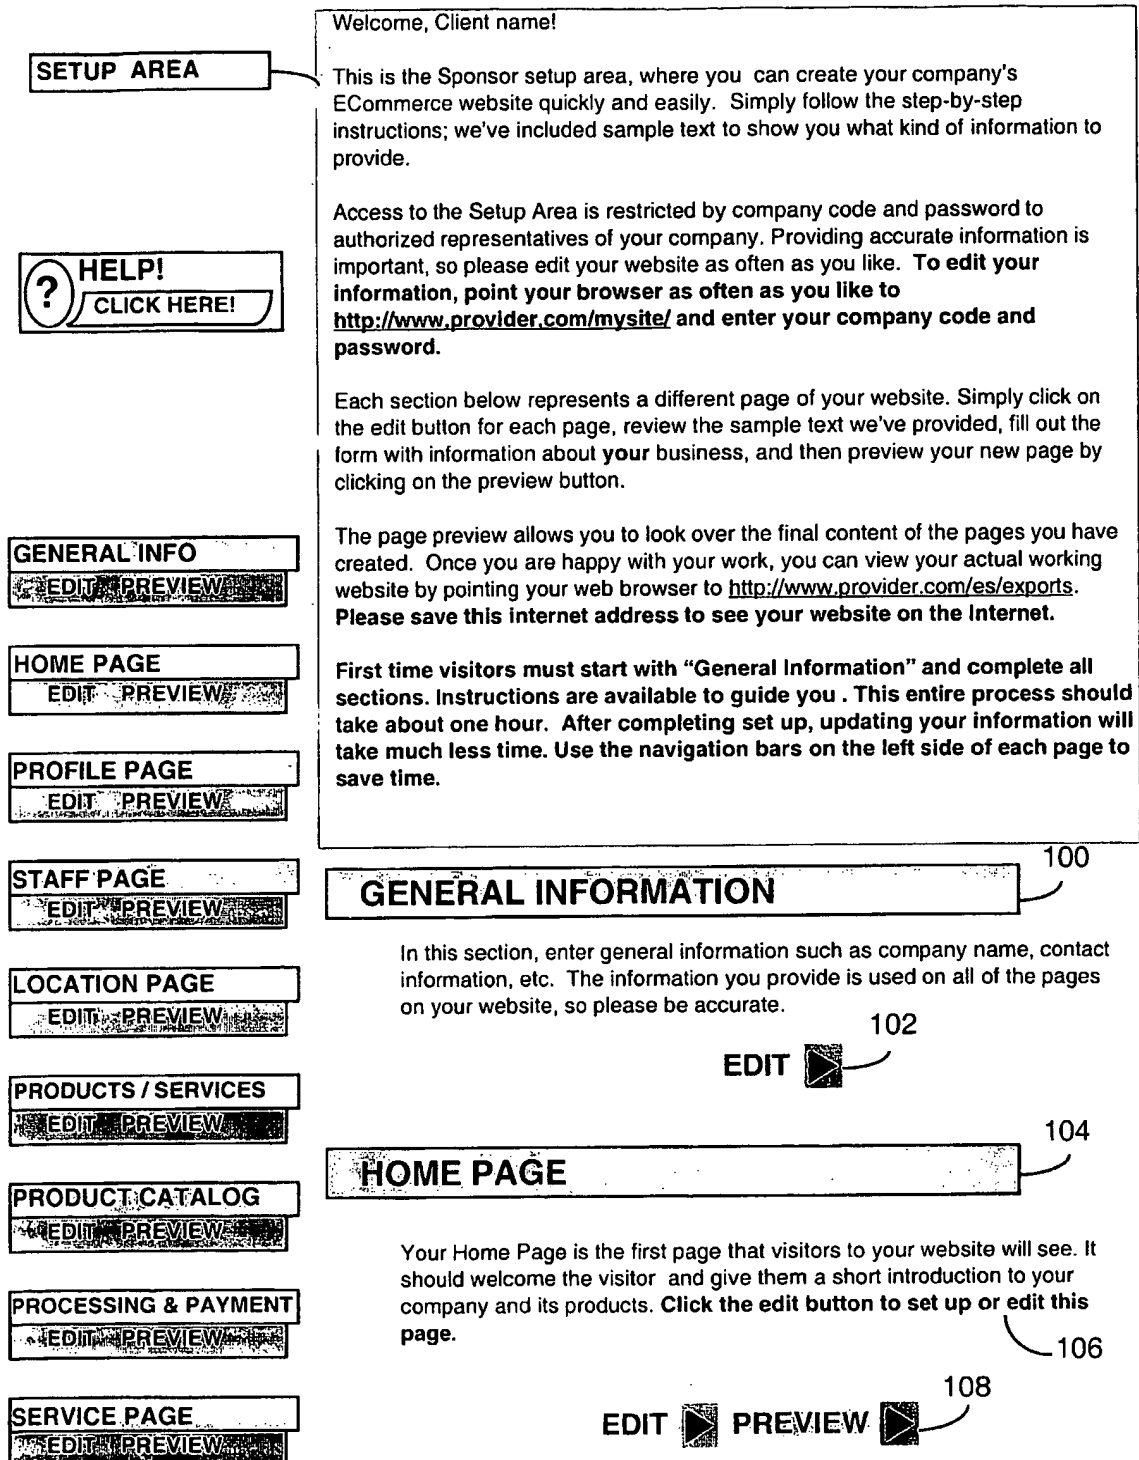 SETUP AREA
HELP!
?
CLICK HERE!
GENERAL INFO
EDIT PREVIEW
HOME PAGE
EDIT PREVIEW
PROFILE PAGE
EDIT PREVIEW
STAFF PAGE
EDIT PREVIEW
LOCATION PAGE
EDIT PREVIEW
PRODUCTS / SERVICES
EDIT PREVIEW
PRODUCT CATALOG
EDIT PREVIEW
PROCESSING & PAYMENT
EDIT PREVIEW
SERVICE PAGE
EDIT PREVIEW
Welcome, Client name!
This is the Sponsor setup area, where you can create your company's
ECommerce website quickly and easily. Simply follow the step-by-step
instructions; we've included sample text to show you what kind of information to
provide.
Access to the Setup Area is restricted by company code and password to
authorized representatives of your company. Providing accurate information is
important, so please edit your website as often as you like. To edit your
information, point your browser as often as you like to
http://www.provider.com/mysite/ and enter your company code and
password.
Each section below represents a different page of your website. Simply click on
the edit button for each page, review the sample text we've provided, fill out the
form with information about your business, and then preview your new page by
clicking on the preview button.
The page preview allows you to look over the final content of the pages you have
created. Once you are happy with your work, you can view your actual working
website by pointing your web browser to http://www.provider.com/es/exports.
Please save this internet address to see your website on the Internet.
First time visitors must start with “General Information” and complete all
sections. Instructions are available to guide you . This entire process should
take about one hour. After completing set up, updating your information will
take much less time. Use the navigation bars on the left side of each page to
save time.
100
GENERAL INFORMATION
In this section, enter general information such as company name, contact
information, etc. The information you provide is used on all of the pages
on your website, so please be accurate.
102
EDIT
104
HOME PAGE
Your Home Page is the first page that visitors to your website will see. It
should welcome the visitor and give them a short introduction to your
company and its products. Click the edit button to set up or edit this
page.
106
108
EDIT PREVIEW